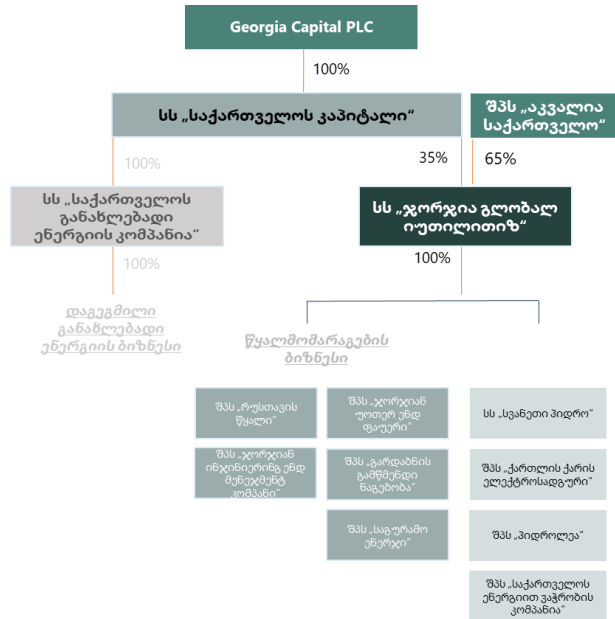 Georgia Capital PLC
100%
სს „საქართველოს კაპიტალი“
შპს „აკვალია
საქართველო“
100%
35%
65%
სს „საქართველოს
განახლებადი
ენერგიის კომპანია“
სს „ჯორჯია გლობალ
იუთილითიზ“
100%
100%
დაგეგმილი
განახლებადი
ენერგიის ბიზნესი
წყალმომარაგების
ბიზნესი
შპს „რუსთავის
წყალი“
შპს „ჯორჯიან
უოთერ ენდ
ფაუერი“
სს „სვანეთი ჰიდრო“
შპს „ჯორჯიან
ინჯინიერინგ ენდ
მენეჯმენტ
კომპანი“
შპს „გარდაბნის
გამწმენდი
ნაგებობა“
შპს „ქართლის ქარის
ელექტროსადგური“
შპს „საგურამო
ენერჯი“
შპს „ჰიდროლეა“
შპს „საქართველოს
ენერგიით ვაჭრობის
კომპანია“